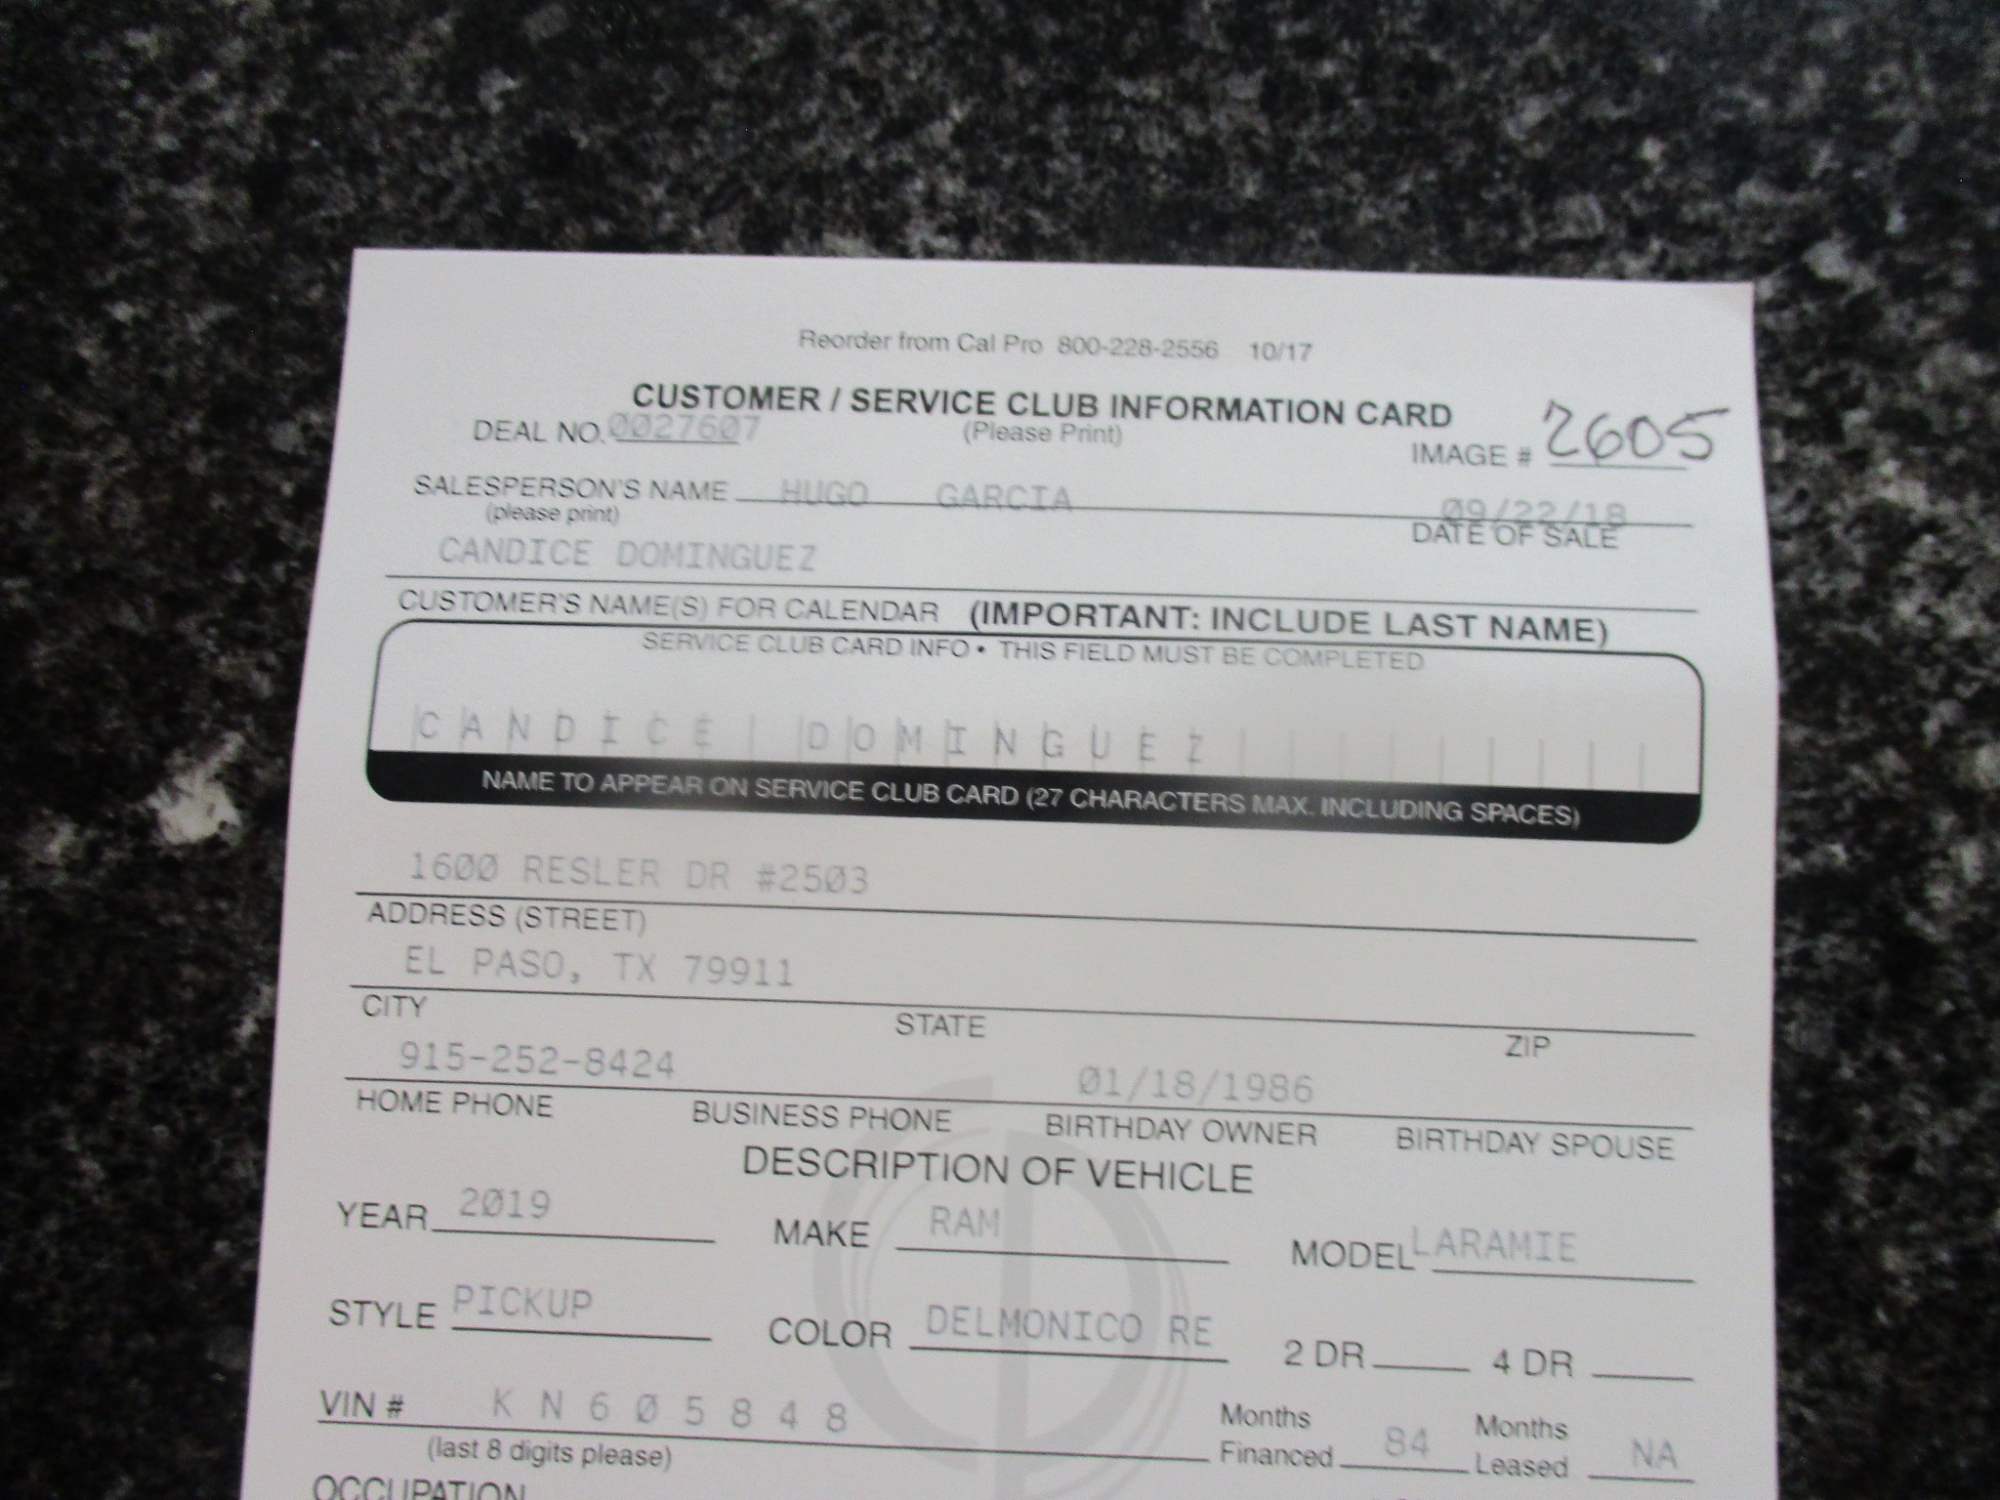 Reorder from Cal Pro 800-228-2556 10/17
CUSTOMER / SERVICE CLUB INFORMATION CARD
DEAL NO. 0027607 (Please Print) IMAGE # 2605
SALESPERSON'S NAME HUGO GARCIA 09/22/18
(please print) DATE OF SALE
CANDICE DOMINGUEZ
CUSTOMER'S NAME(S) FOR CALENDAR (IMPORTANT: INCLUDE LAST NAME)
SERVICE CLUB CARD INFO • THIS FIELD MUST BE COMPLETED
CANDICE DOMINGUEZ
NAME TO APPEAR ON SERVICE CLUB CARD (27 CHARACTERS MAX. INCLUDING SPACES)
1600 RESLER DR #2503
ADDRESS (STREET)
EL PASO, TX 79911
CITY STATE ZIP
915-252-8424 01/18/1986
HOME PHONE BUSINESS PHONE BIRTHDAY OWNER BIRTHDAY SPOUSE
DESCRIPTION OF VEHICLE
YEAR 2019 MAKE RAM MODEL LARAMIE
STYLE PICKUP COLOR DELMONICO RE 2 DR 4 DR
VIN # KN605848 Months Financed 84 Months Leased NA
(last 8 digits please)
OCCUPATION